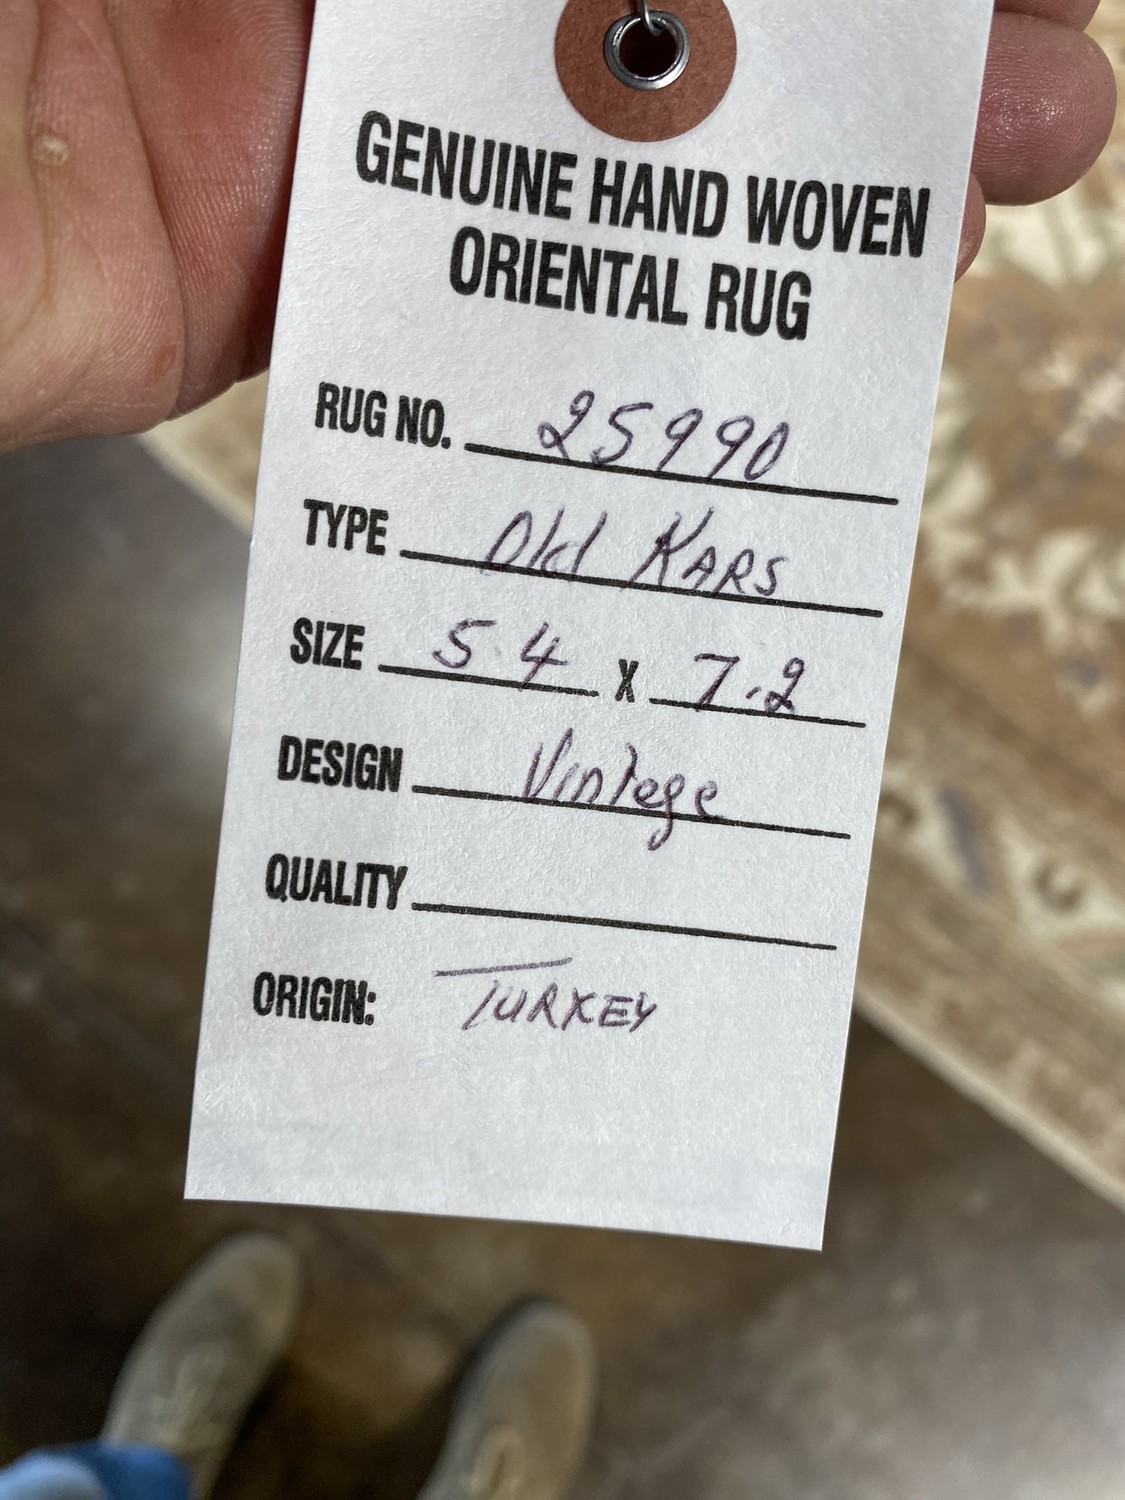 GENUINE HAND WOVEN
ORIENTAL RUG
RUG NO. 25990
TYPE Old KARS
SIZE 5.4 X 7.2
DESIGN Vintege
QUALITY
ORIGIN: TURKEY